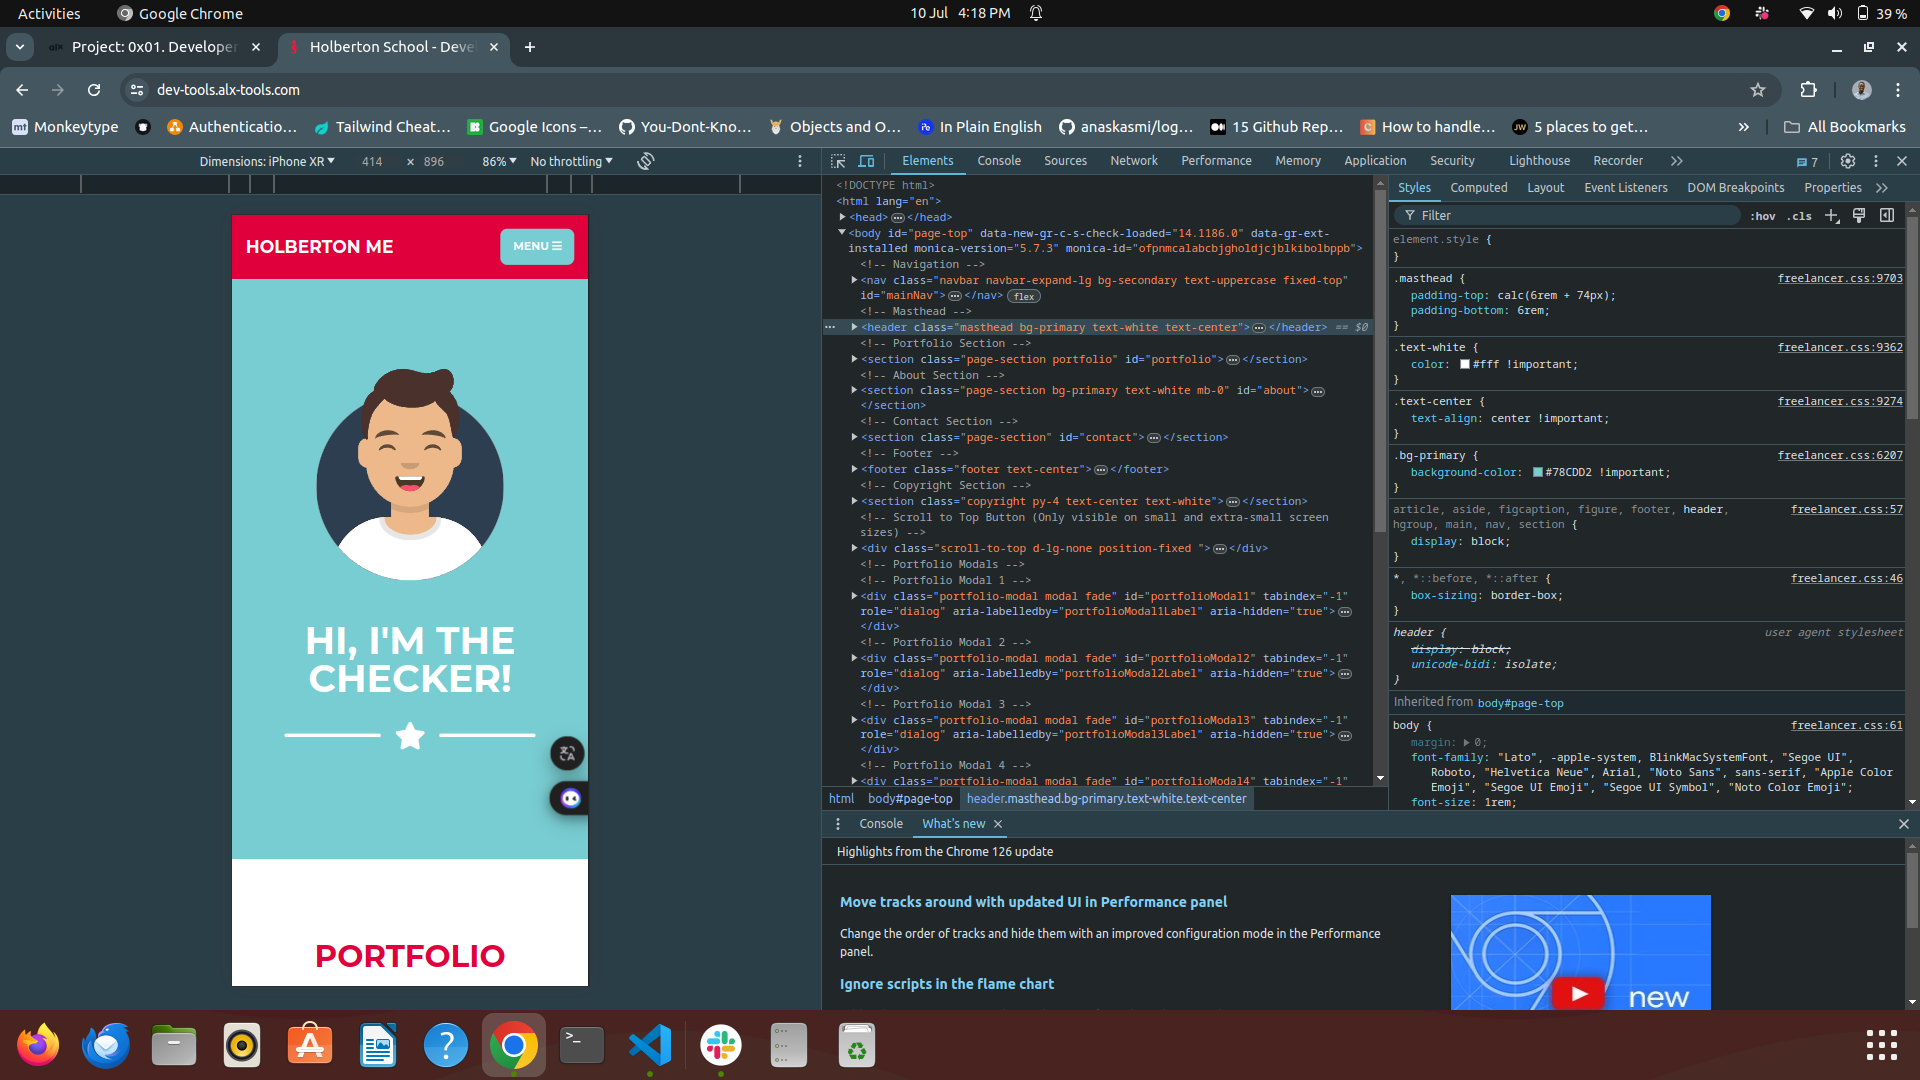 Activities
Google Chrome
10 Jul 4:18 PM
39 %
Project: 0x01. Developer
Holberton School - Deve
dev-tools.alx-tools.com
mt Monkeytype
Authenticatio...
Tailwind Cheat...
Google Icons –...
You-Dont-Kno...
Objects and O...
In Plain English
anaskasmi/log...
15 Github Rep...
How to handle...
5 places to get...
All Bookmarks
Dimensions: iPhone XR
414 × 896
86%
No throttling
HOLBERTON ME
MENU
HI, I'M THE
CHECKER!
PORTFOLIO
Elements
Console
Sources
Network
Performance
Memory
Application
Security
Lighthouse
Recorder
7
<!DOCTYPE html>
<html lang="en">
<head> ... </head>
<body id="page-top" data-new-gr-c-s-check-loaded="14.1186.0" data-gr-ext-
installed monica-version="5.7.3" monica-id="ofpnmcalabcbjgholdjcjblkibolbppb">
<!-- Navigation -->
<nav class="navbar navbar-expand-lg bg-secondary text-uppercase fixed-top"
id="mainNav"> ... </nav> flex
<!-- Masthead -->
<header class="masthead bg-primary text-white text-center"> ... </header> == $0
<!-- Portfolio Section -->
<section class="page-section portfolio" id="portfolio"> ... </section>
<!-- About Section -->
<section class="page-section bg-primary text-white mb-0" id="about"> ...
</section>
<!-- Contact Section -->
<section class="page-section" id="contact"> ... </section>
<!-- Footer -->
<footer class="footer text-center"> ... </footer>
<!-- Copyright Section -->
<section class="copyright py-4 text-center text-white"> ... </section>
<!-- Scroll to Top Button (Only visible on small and extra-small screen
sizes) -->
<div class="scroll-to-top d-lg-none position-fixed "> ... </div>
<!-- Portfolio Modals -->
<!-- Portfolio Modal 1 -->
<div class="portfolio-modal modal fade" id="portfolioModal1" tabindex="-1"
role="dialog" aria-labelledby="portfolioModal1Label" aria-hidden="true"> ...
</div>
<!-- Portfolio Modal 2 -->
<div class="portfolio-modal modal fade" id="portfolioModal2" tabindex="-1"
role="dialog" aria-labelledby="portfolioModal2Label" aria-hidden="true"> ...
</div>
<!-- Portfolio Modal 3 -->
<div class="portfolio-modal modal fade" id="portfolioModal3" tabindex="-1"
role="dialog" aria-labelledby="portfolioModal3Label" aria-hidden="true"> ...
</div>
<!-- Portfolio Modal 4 -->
<div class="portfolio-modal modal fade" id="portfolioModal4" tabindex="-1"
html
body#page-top
header.masthead.bg-primary.text-white.text-center
Styles
Computed
Layout
Event Listeners
DOM Breakpoints
Properties
Filter
:hov
.cls
element.style {
}
.masthead { freelancer.css:9703
padding-top: calc(6rem + 74px);
padding-bottom: 6rem;
}
.text-white { freelancer.css:9362
color: #fff !important;
}
.text-center { freelancer.css:9274
text-align: center !important;
}
.bg-primary { freelancer.css:6207
background-color: #78CDD2 !important;
}
article, aside, figcaption, figure, footer, header, freelancer.css:57
hgroup, main, nav, section {
display: block;
}
*, *::before, *::after { freelancer.css:46
box-sizing: border-box;
}
header { user agent stylesheet
display: block;
unicode-bidi: isolate;
}
Inherited from body#page-top
body { freelancer.css:61
margin: 0;
font-family: "Lato", -apple-system, BlinkMacSystemFont, "Segoe UI",
Roboto, "Helvetica Neue", Arial, "Noto Sans", sans-serif, "Apple Color
Emoji", "Segoe UI Emoji", "Segoe UI Symbol", "Noto Color Emoji";
font-size: 1rem;
Console
What's new
Highlights from the Chrome 126 update
Move tracks around with updated UI in Performance panel
Change the order of tracks and hide them with an improved configuration mode in the Performance
panel.
Ignore scripts in the flame chart
new